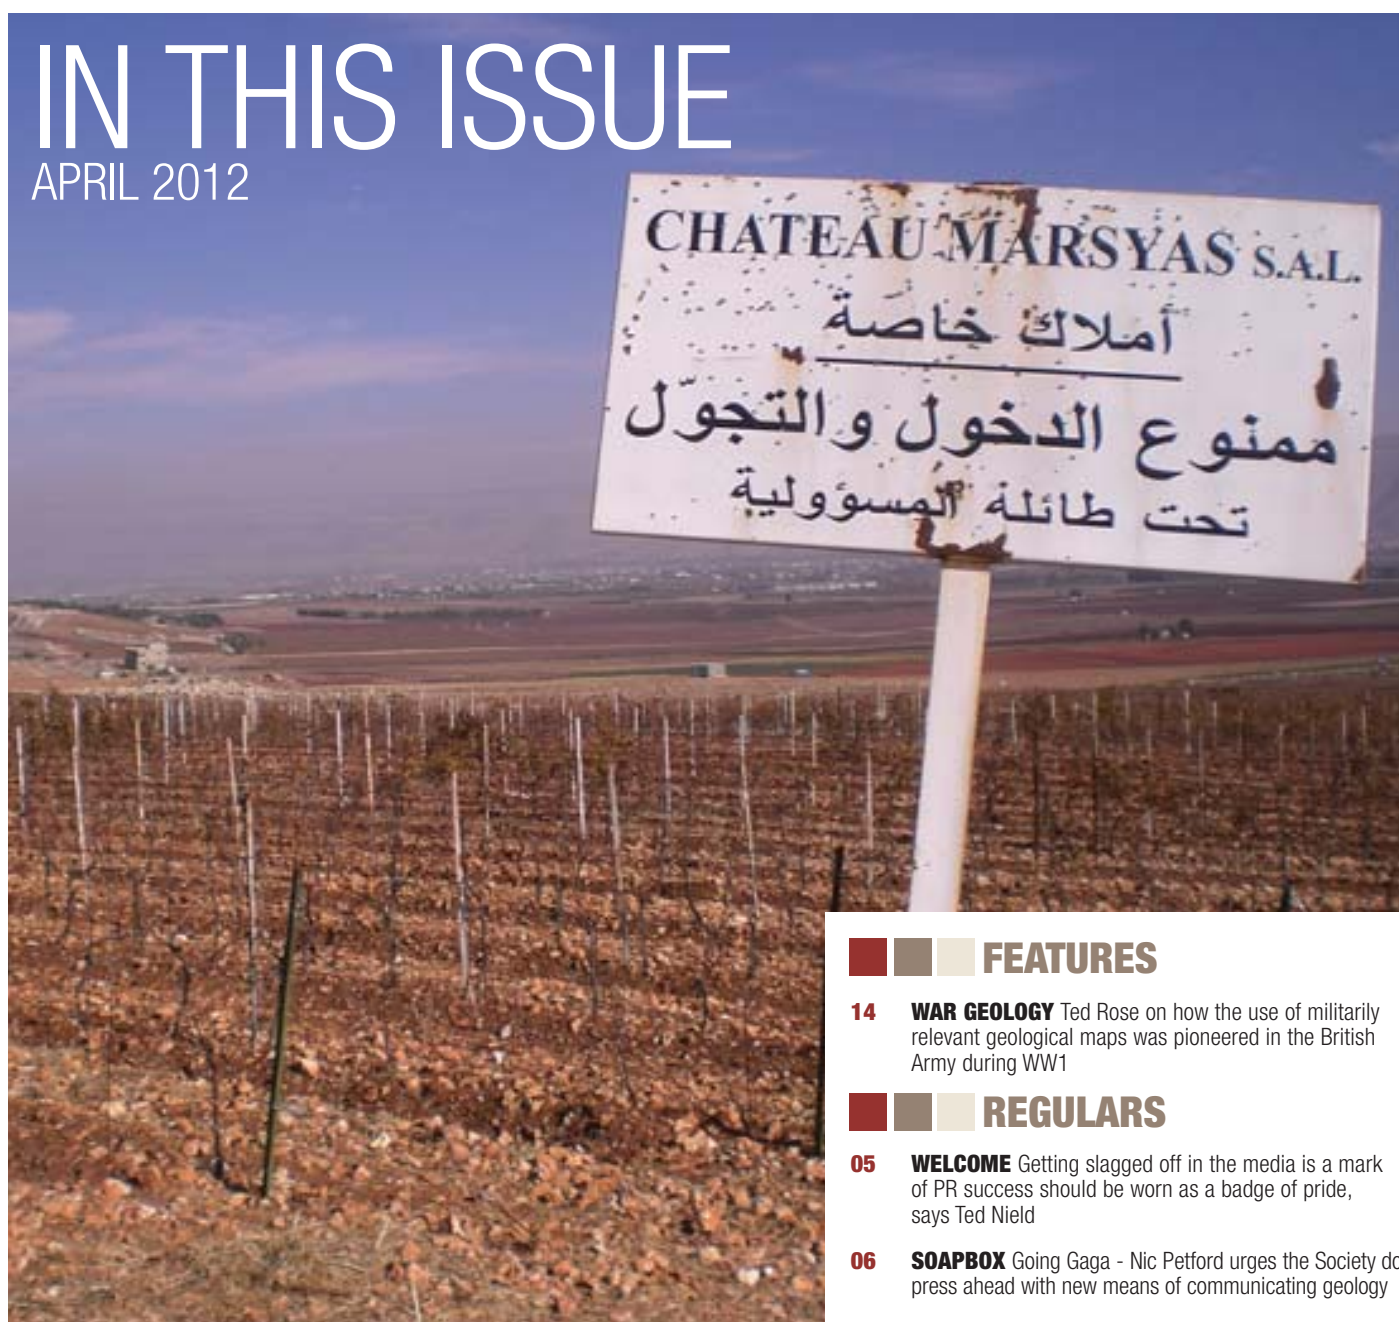 IN THIS ISSUE
APRIL 2012
CHATEAU MARSYAS S.A.L.
أملاك خاصة
ممنوع الدخول والتجوّل
تحت طائلة المسؤولية
FEATURES
14 WAR GEOLOGY Ted Rose on how the use of militarily
relevant geological maps was pioneered in the British
Army during WW1
REGULARS
05 WELCOME Getting slagged off in the media is a mark
of PR success should be worn as a badge of pride,
says Ted Nield
06 SOAPBOX Going Gaga - Nic Petford urges the Society do
press ahead with new means of communicating geology